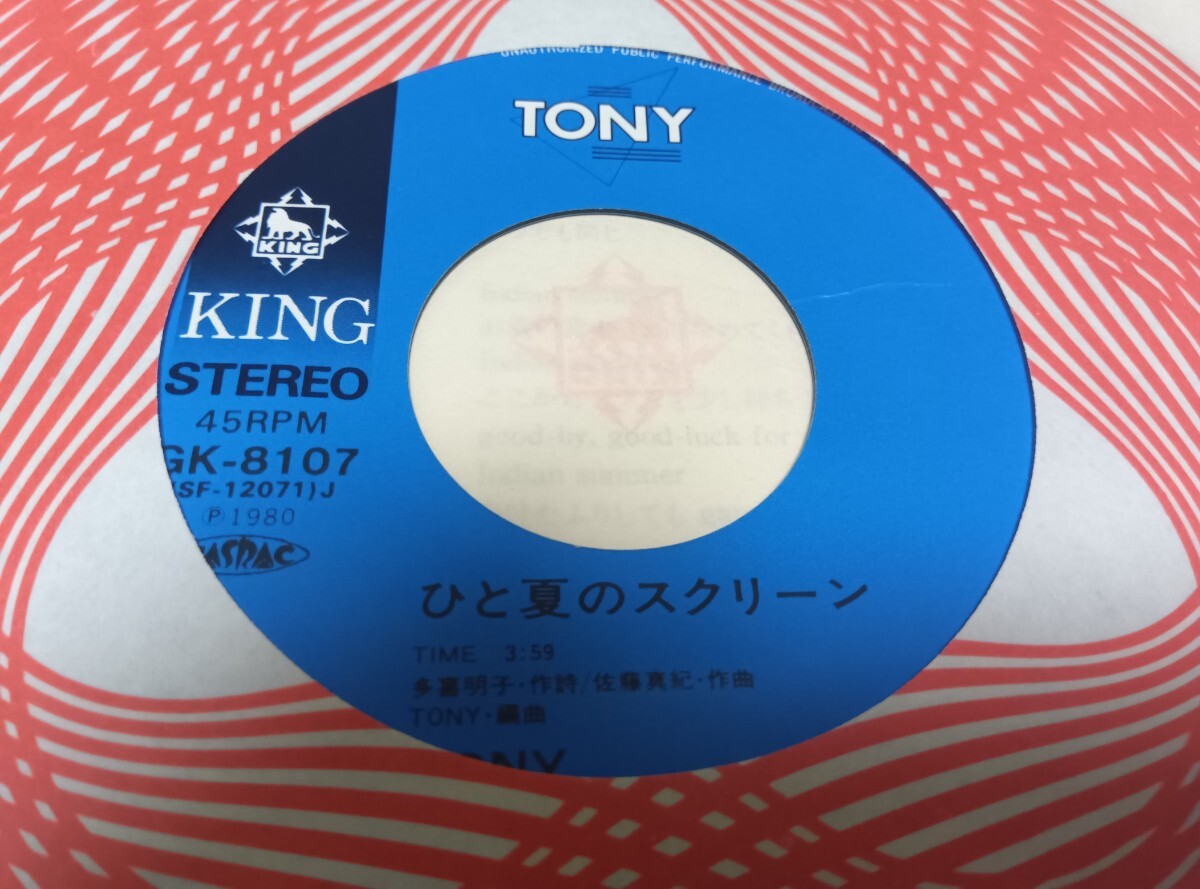 UNAUTHORIZED PUBLIC PERFORMANCE
TONY
KING
KING
STEREO
45RPM
GK-8107
(SF-12071)J
Ⓟ1980
JASRAC
ひと夏のスクリーン
TIME 3:59
多喜明子・作詩/佐藤真紀・作曲
TONY・編曲
TONY
good-by, good-luck for
Indian summer